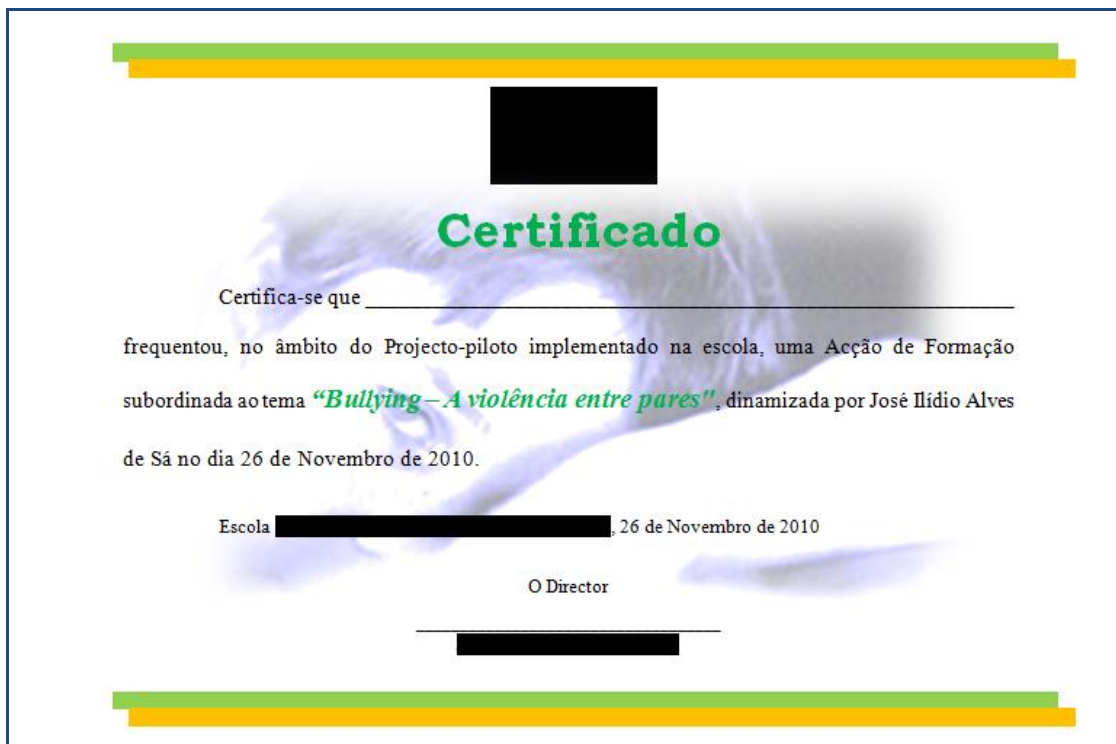 Certificado
Certifica-se que
frequentou, no âmbito do Projecto-piloto implementado na escola, uma Acção de Formação
subordinada ao tema “Bullying – A violência entre pares", dinamizada por José Ilídio Alves
de Sá no dia 26 de Novembro de 2010.
Escola , 26 de Novembro de 2010
O Director